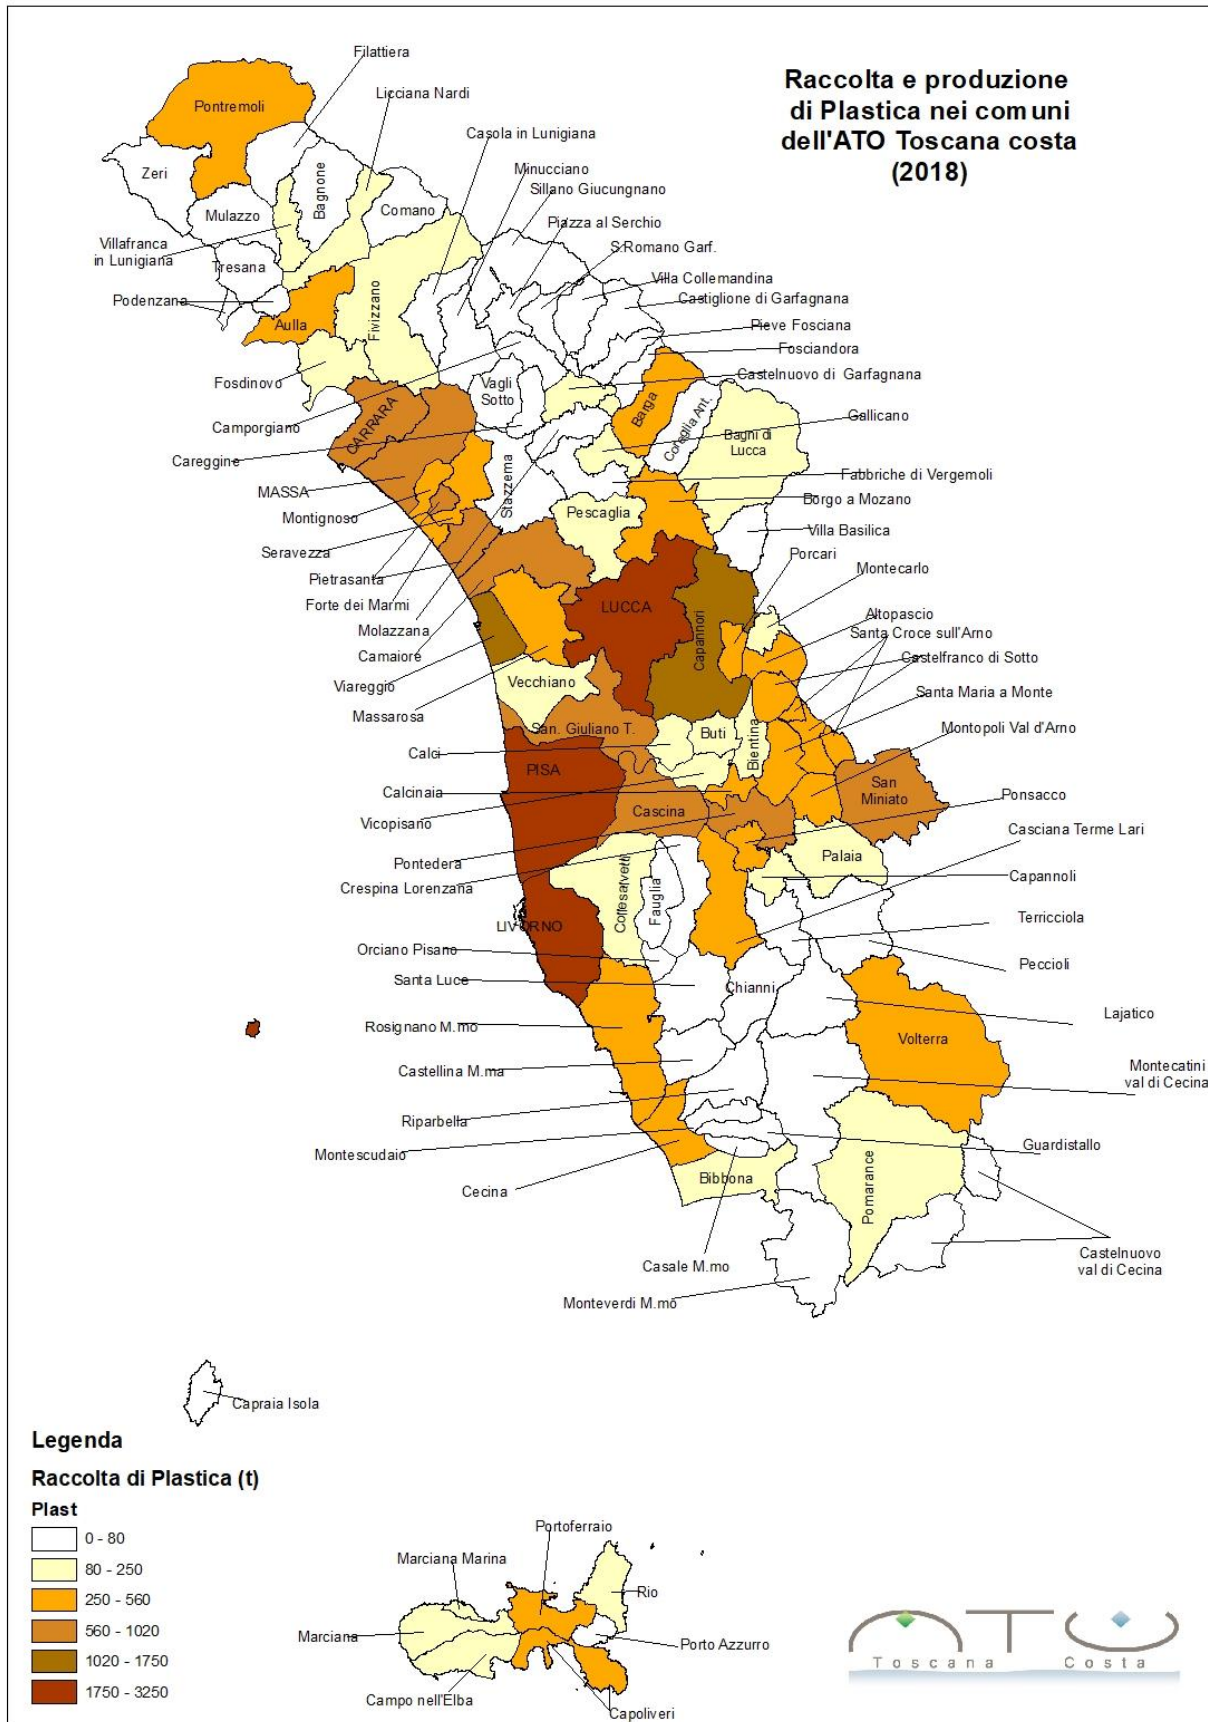 Raccolta e produzione
di Plastica nei comuni
dell'ATO Toscana costa
(2018)
Filattiera
Licciana Nardi
Casola in Lunigiana
Minucciano
Sillano Giucungnano
Piazza al Serchio
S.Romano Garf.
Villa Collemandina
Castiglione di Garfagnana
Pieve Fosciana
Fosciandora
Castelnuovo di Garfagnana
Gallicano
Fabbriche di Vergemoli
Borgo a Mozano
Villa Basilica
Porcari
Montecarlo
Altopascio
Santa Croce sull'Arno
Castelfranco di Sotto
Santa Maria a Monte
Montopoli Val d'Arno
Ponsacco
Casciana Terme Lari
Capannoli
Terricciola
Peccioli
Lajatico
Montecatini
val di Cecina
Guardistallo
Castelnuovo
val di Cecina
Pontremoli
Zeri
Mulazzo
Bagnone
Comano
Villafranca
in Lunigiana
Tresana
Podenzana
Aulla
Fivizzano
Fosdinovo
Vagli
Sotto
Camporgiano
CARRARA
Careggine
MASSA
Montignoso
Stazzema
Seravezza
Pietrasanta
Forte dei Marmi
Molazzana
Camaiore
Viareggio
Massarosa
Barga
Coreglia Ant.
Bagni di
Lucca
Pescaglia
LUCCA
Capannori
Vecchiano
San. Giuliano T.
Buti
Bientina
Calci
PISA
Calcinaia
Vicopisano
Cascina
San
Miniato
Pontedera
Crespina Lorenzana
Palaia
Collesalvetti
Fauglia
LIVORNO
Orciano Pisano
Santa Luce
Chianni
Rosignano M.mo
Volterra
Castellina M.ma
Riparbella
Montescudaio
Cecina
Bibbona
Pomarance
Casale M.mo
Monteverdi M.mo
Capraia Isola
Legenda
Raccolta di Plastica (t)
Plast
0 - 80
80 - 250
250 - 560
560 - 1020
1020 - 1750
1750 - 3250
Portoferraio
Marciana Marina
Rio
Marciana
Porto Azzurro
Campo nell'Elba
Capoliveri
ATO
Toscana Costa